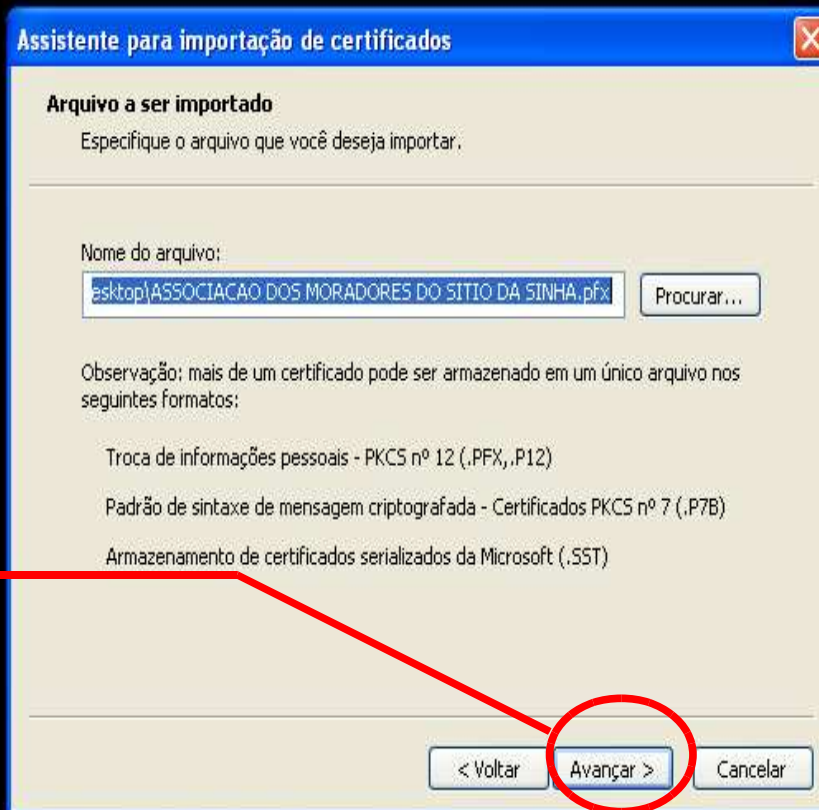 Assistente para importação de certificados
Arquivo a ser importado
Especifique o arquivo que você deseja importar.
Nome do arquivo:
esktop\ASSOCIACAO DOS MORADORES DO SITIO DA SINHA.pfx
Procurar...
Observação: mais de um certificado pode ser armazenado em um único arquivo nos
seguintes formatos:
Troca de informações pessoais - PKCS nº 12 (.PFX,.P12)
Padrão de sintaxe de mensagem criptografada - Certificados PKCS nº 7 (.P7B)
Armazenamento de certificados serializados da Microsoft (.SST)
< Voltar
Avançar >
Cancelar